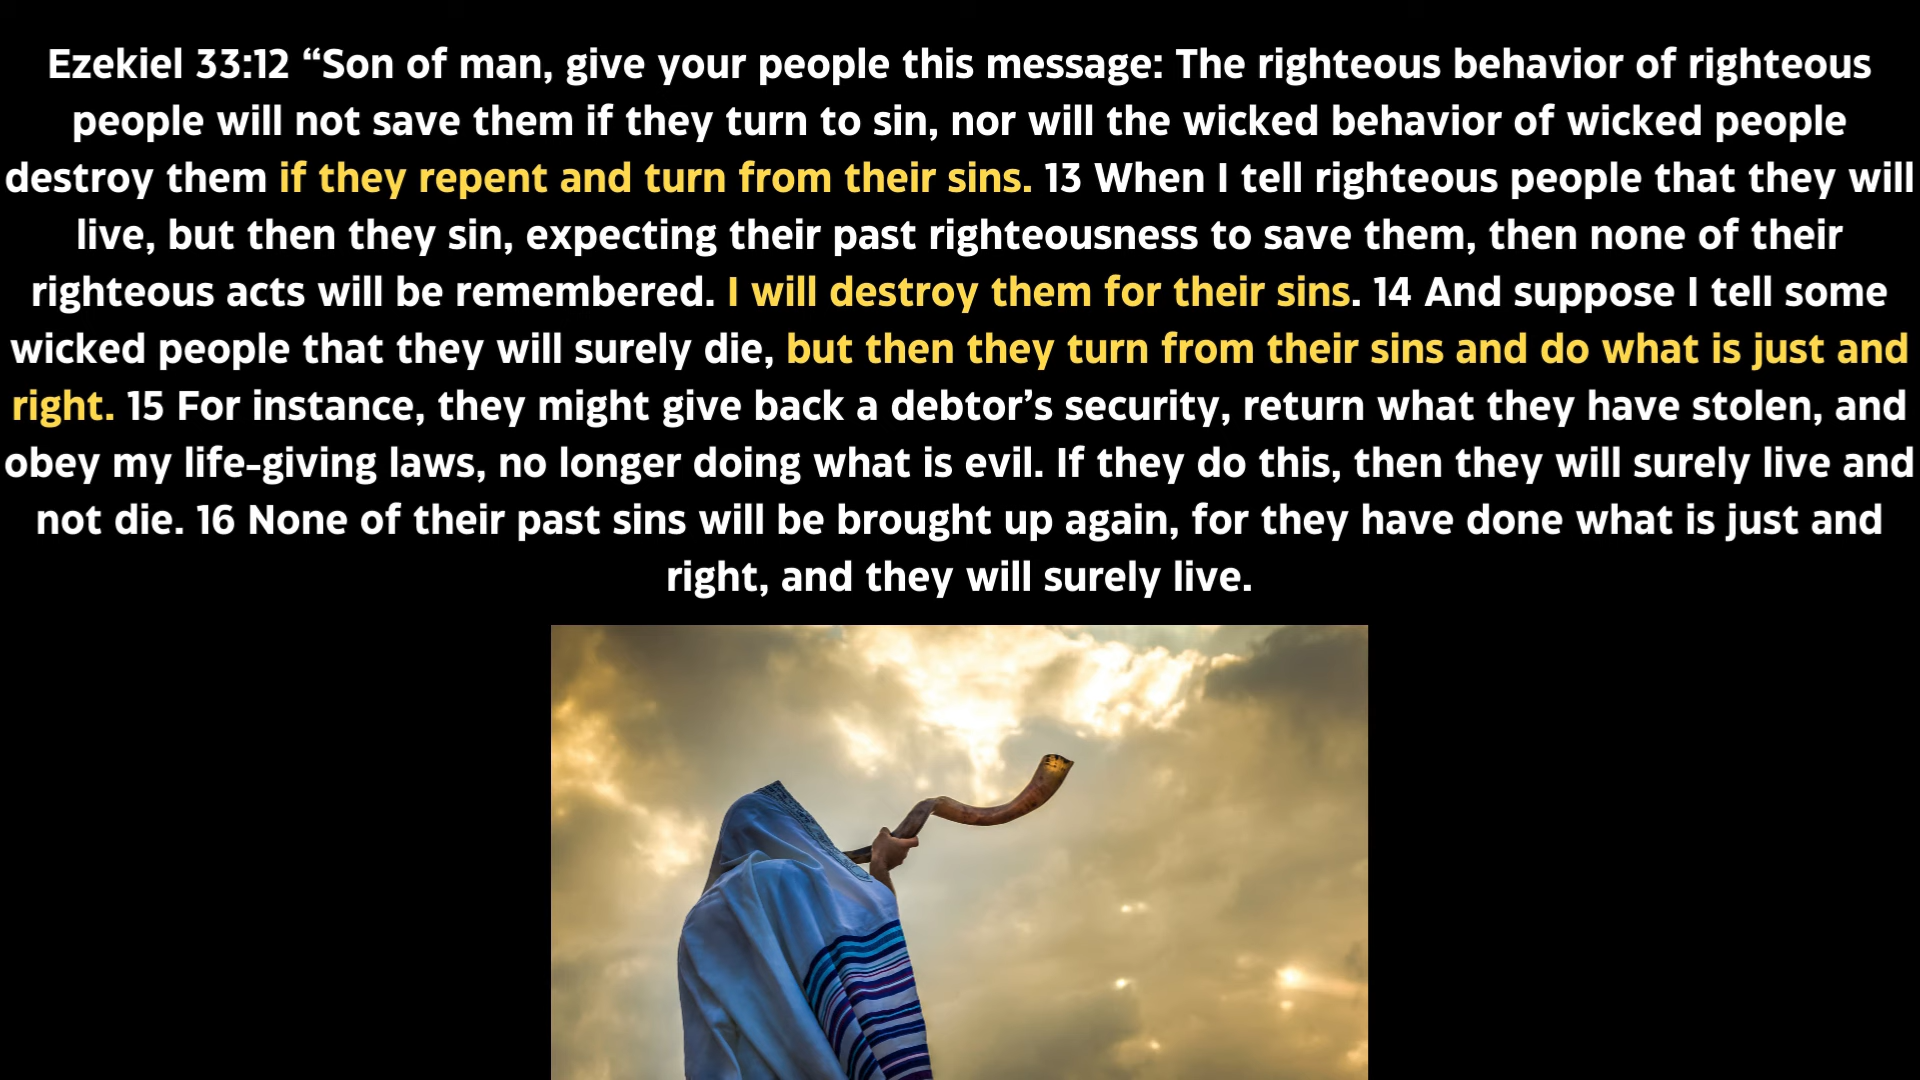 Ezekiel 33:12 “Son of man, give your people this message: The righteous behavior of righteous
people will not save them if they turn to sin, nor will the wicked behavior of wicked people
destroy them if they repent and turn from their sins. 13 When I tell righteous people that they will
live, but then they sin, expecting their past righteousness to save them, then none of their
righteous acts will be remembered. I will destroy them for their sins. 14 And suppose I tell some
wicked people that they will surely die, but then they turn from their sins and do what is just and
right. 15 For instance, they might give back a debtor’s security, return what they have stolen, and
obey my life-giving laws, no longer doing what is evil. If they do this, then they will surely live and
not die. 16 None of their past sins will be brought up again, for they have done what is just and
right, and they will surely live.